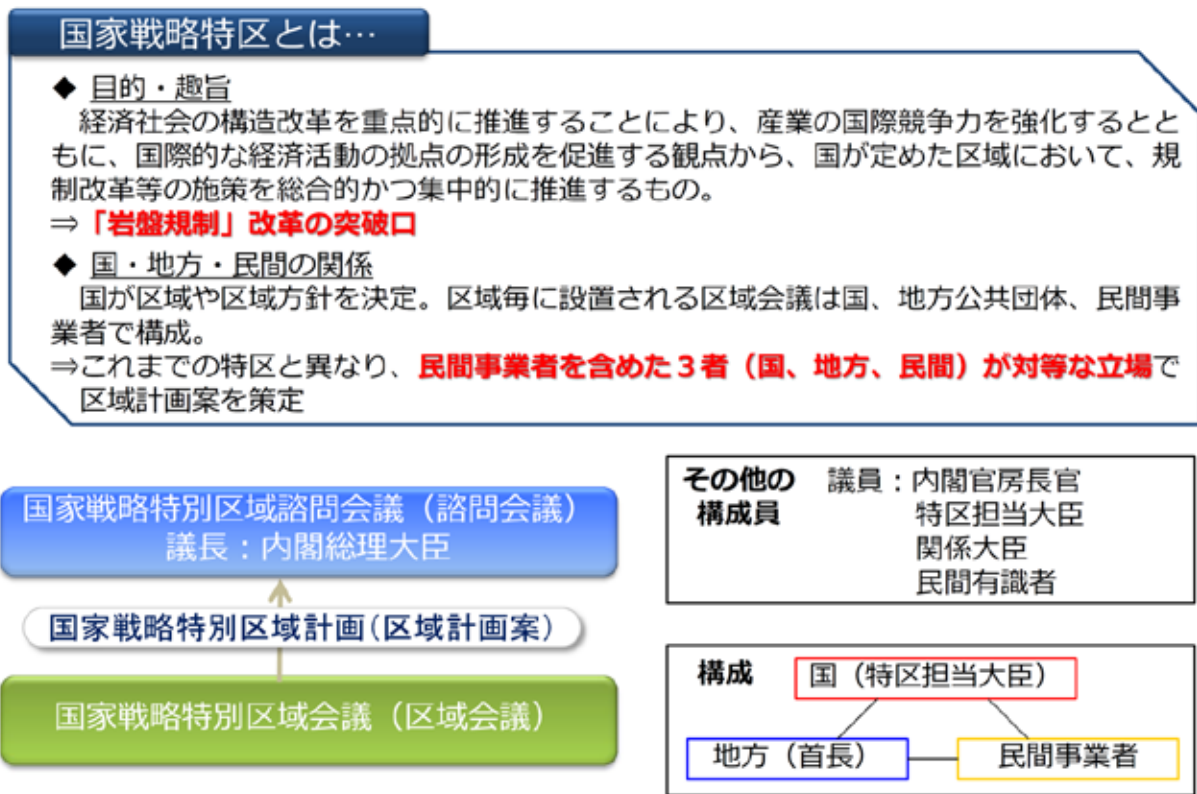 国家戦略特区とは…
◆ 目的・趣旨
経済社会の構造改革を重点的に推進することにより、産業の国際競争力を強化するとと
もに、国際的な経済活動の拠点の形成を促進する観点から、国が定めた区域において、規
制改革等の施策を総合的かつ集中的に推進するもの。
⇒「岩盤規制」改革の突破口
◆ 国・地方・民間の関係
国が区域や区域方針を決定。区域毎に設置される区域会議は国、地方公共団体、民間事
業者で構成。
⇒これまでの特区と異なり、民間事業者を含めた３者（国、地方、民間）が対等な立場で
区域計画案を策定
国家戦略特別区域諮問会議（諮問会議）
議長：内閣総理大臣
国家戦略特別区域計画(区域計画案）
国家戦略特別区域会議（区域会議）
その他の 議員：内閣官房長官
構成員 特区担当大臣
関係大臣
民間有識者
構成 国（特区担当大臣）
地方（首長） 民間事業者